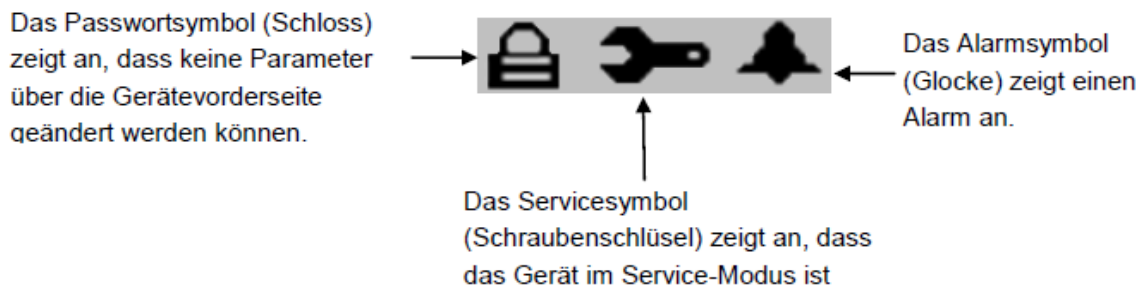 Das Passwortsymbol (Schloss)
zeigt an, dass keine Parameter
über die Gerätevorderseite
geändert werden können.
Das Alarmsymbol
(Glocke) zeigt einen
Alarm an.
Das Servicesymbol
(Schraubenschlüsel) zeigt an, dass
das Gerät im Service-Modus ist